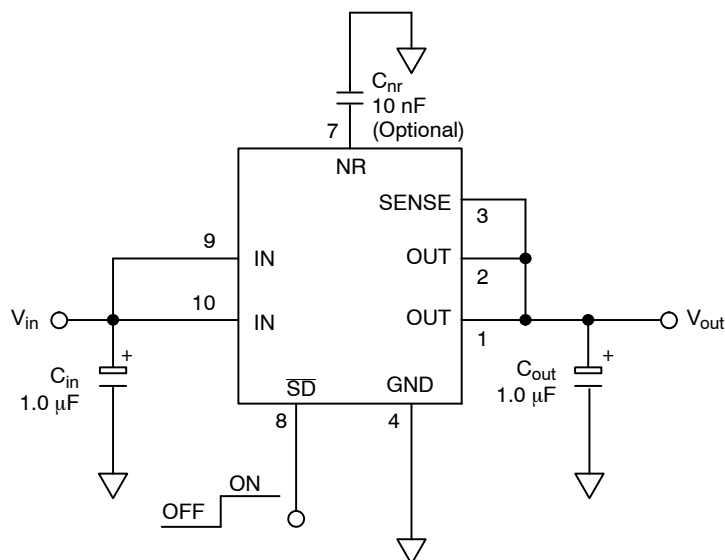 C_nr
10 nF
(Optional)
7
NR
SENSE
3
9
IN
OUT
2
V_in
10
IN
OUT
1
V_out
+
C_in
1.0 μF
S̅D̅
GND
8
4
+
C_out
1.0 μF
ON
OFF